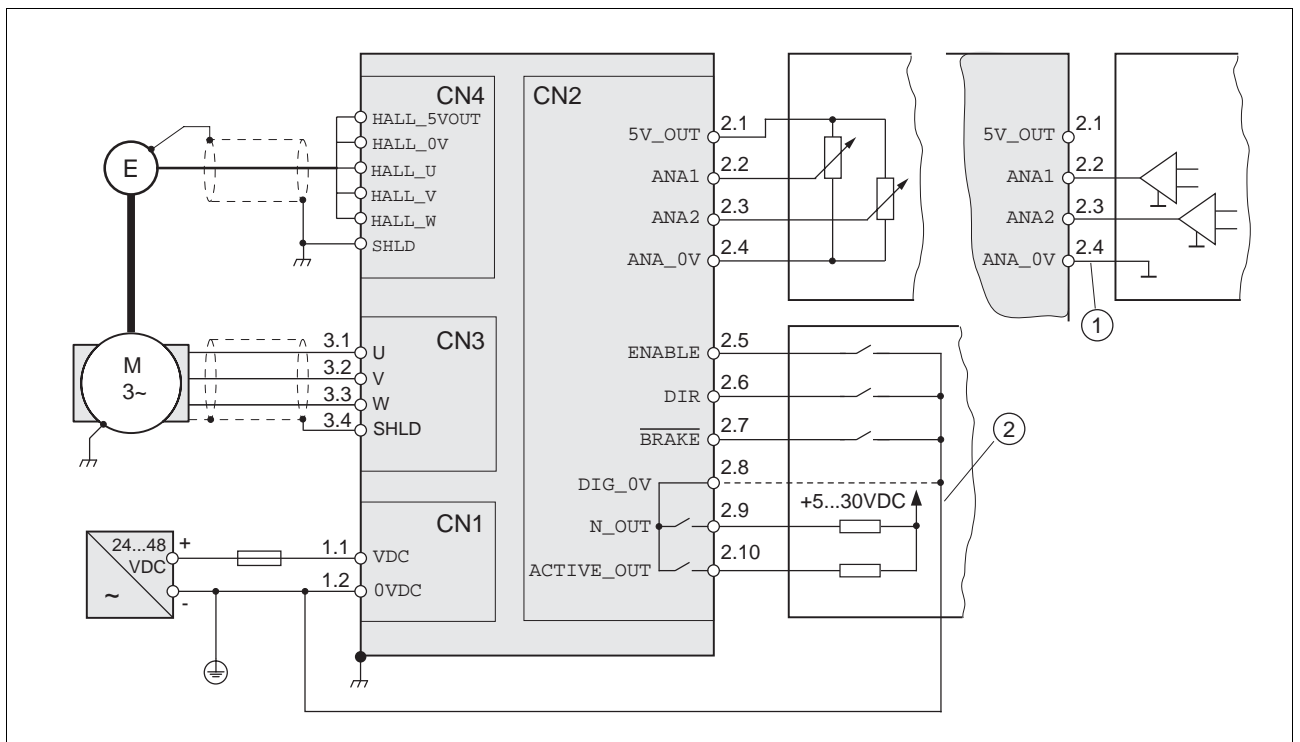 CN4
HALL_5VOUT
HALL_0V
HALL_U
HALL_V
HALL_W
SHLD
E
M
3~
3.1
U
3.2
V
3.3
W
3.4
SHLD
CN3
CN1
24...48
VDC
~
+
-
1.1
VDC
1.2
0VDC
CN2
5V_OUT
2.1
ANA1
2.2
ANA2
2.3
ANA_0V
2.4
ENABLE
2.5
DIR
2.6
BRAKE
2.7
DIG_0V
2.8
N_OUT
2.9
ACTIVE_OUT
2.10
+5...30VDC
2
5V_OUT
2.1
ANA1
2.2
ANA2
2.3
ANA_0V
2.4
1